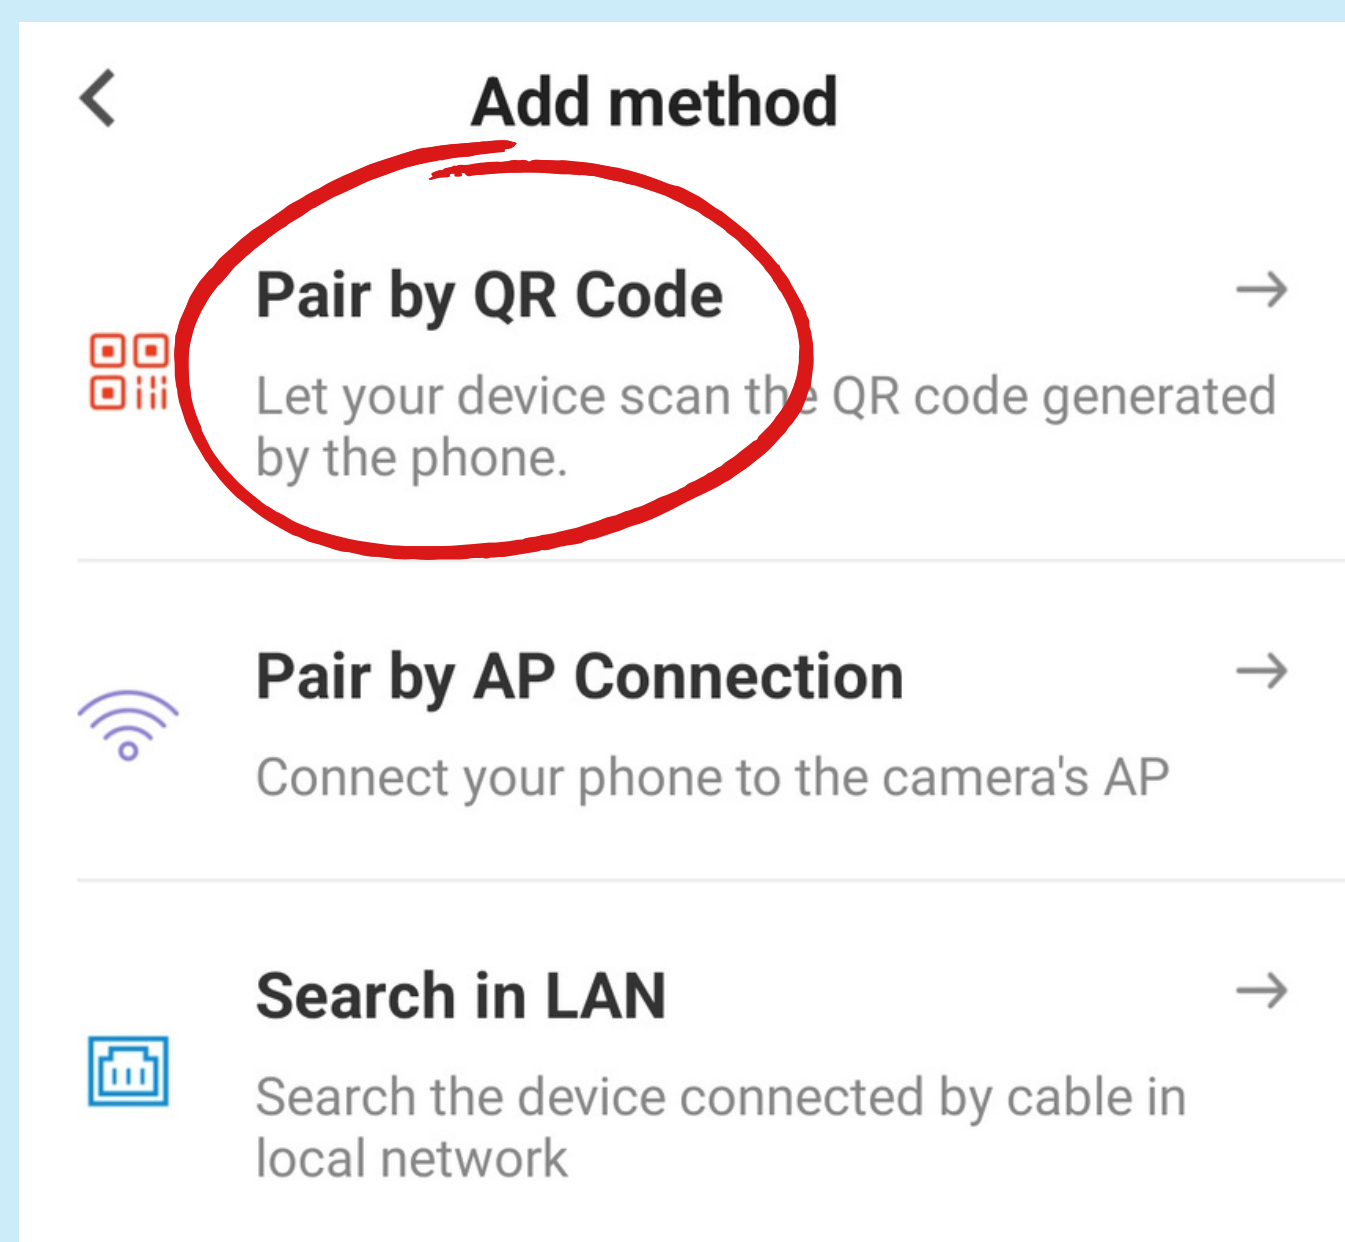 Add method
Pair by QR Code
Let your device scan the QR code generated
by the phone.
Pair by AP Connection
Connect your phone to the camera's AP
Search in LAN
Search the device connected by cable in
local network